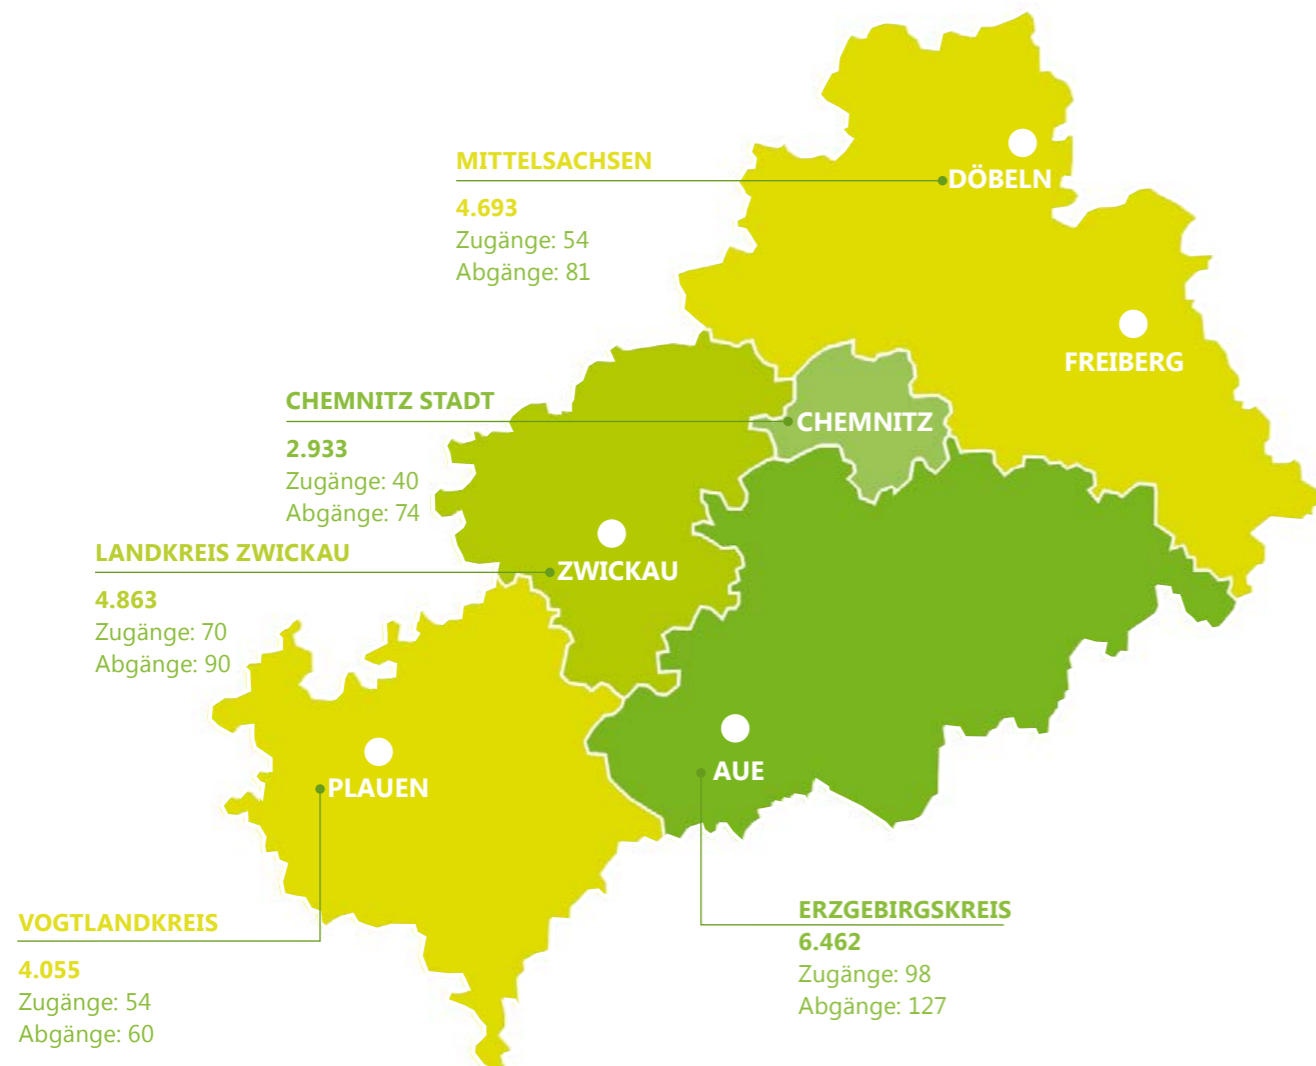 MITTELSACHSEN
4.693
Zugänge: 54
Abgänge: 81
DÖBELN
FREIBERG
CHEMNITZ STADT
2.933
Zugänge: 40
Abgänge: 74
CHEMNITZ
LANDKREIS ZWICKAU
4.863
Zugänge: 70
Abgänge: 90
ZWICKAU
PLAUEN
AUE
VOGTLANDKREIS
4.055
Zugänge: 54
Abgänge: 60
ERZGEBIRGSKREIS
6.462
Zugänge: 98
Abgänge: 127